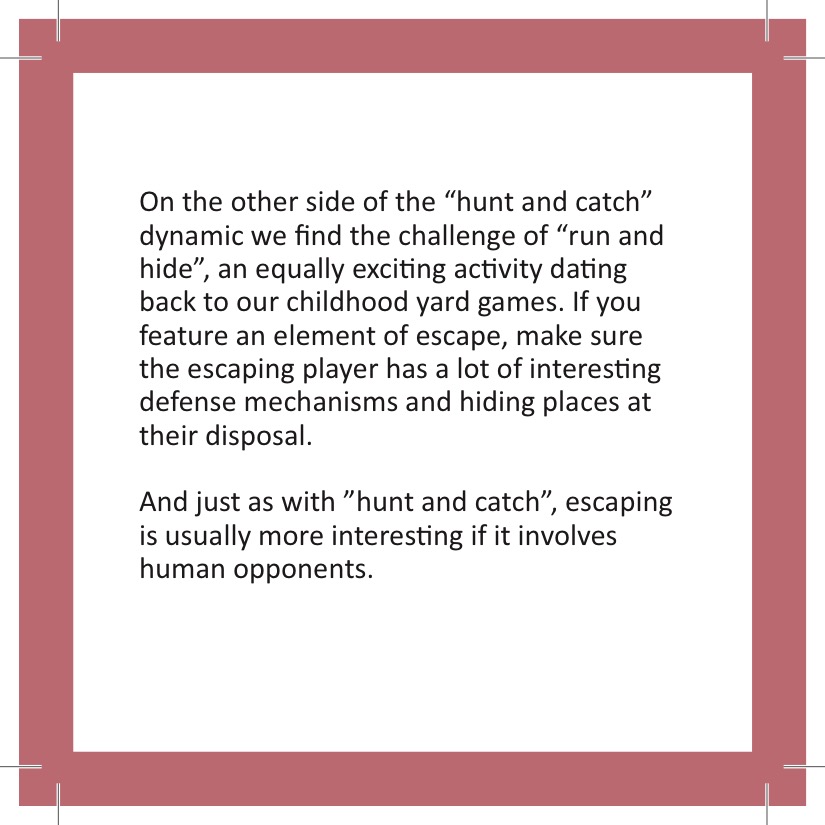 On the other side of the “hunt and catch”
dynamic we find the challenge of “run and
hide”, an equally exciting activity dating
back to our childhood yard games. If you
feature an element of escape, make sure
the escaping player has a lot of interesting
defense mechanisms and hiding places at
their disposal.

And just as with ”hunt and catch”, escaping
is usually more interesting if it involves
human opponents.